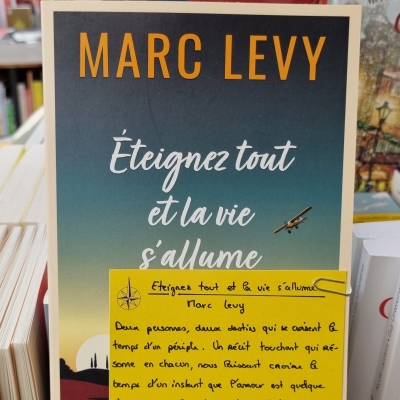 MARC LEVY
Éteignez tout
et la vie
s'allume
Eteignez tout et la vie s'allume
Marc Levy
Deux personnes, deux destins qui se croisent le
temps d'un périple. Un récit touchant qui ré-
sonne en chacun, nous laissant croire le
temps d'un instant que l'amour est quelque